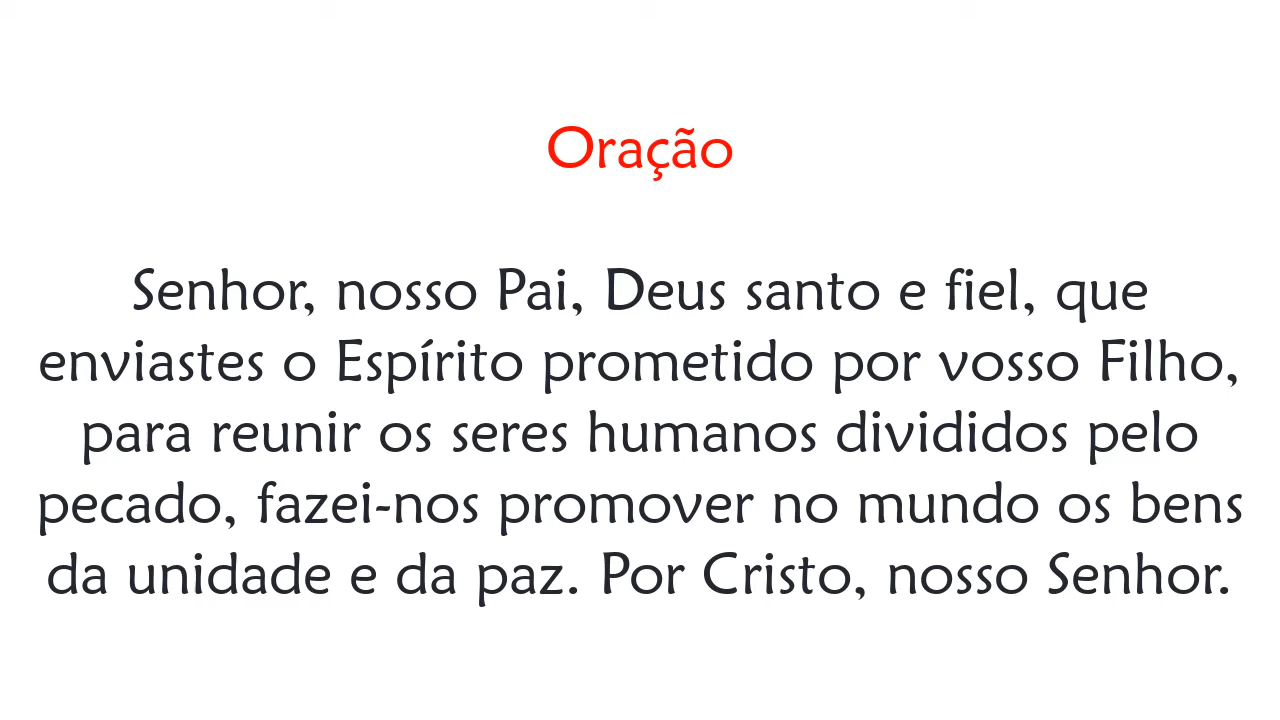 Oração
Senhor, nosso Pai, Deus santo e fiel, que
enviastes o Espírito prometido por vosso Filho,
para reunir os seres humanos divididos pelo
pecado, fazei-nos promover no mundo os bens
da unidade e da paz. Por Cristo, nosso Senhor.